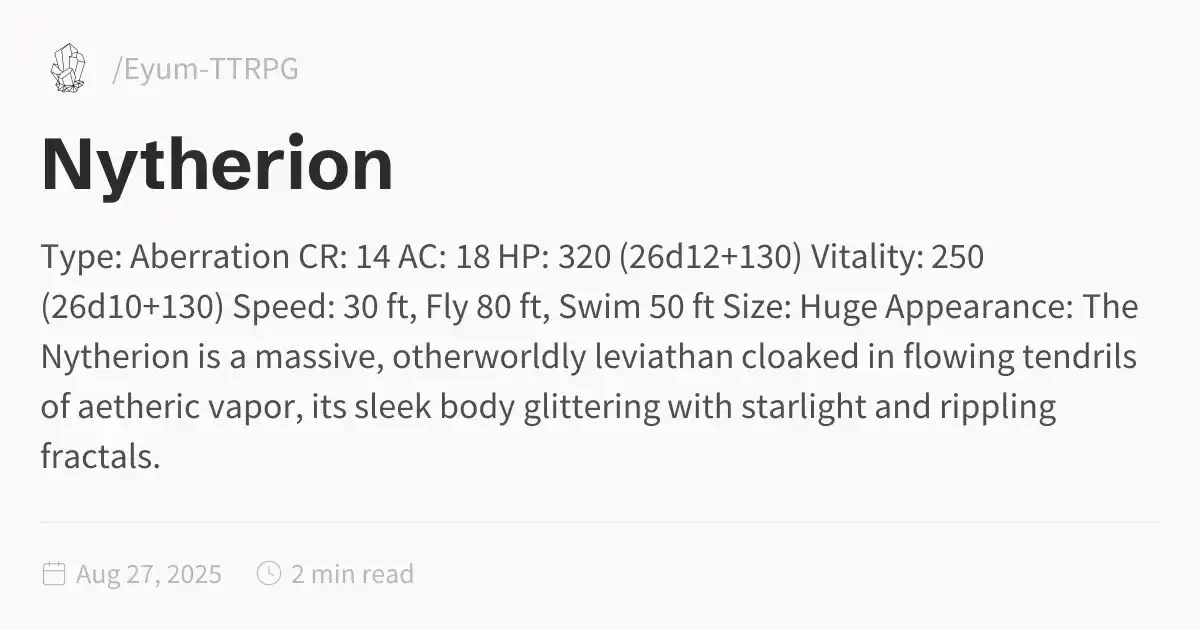 /Eyum-TTRPG
Nytherion
Type: Aberration CR: 14 AC: 18 HP: 320 (26d12+130) Vitality: 250
(26d10+130) Speed: 30 ft, Fly 80 ft, Swim 50 ft Size: Huge Appearance: The
Nytherion is a massive, otherworldly leviathan cloaked in flowing tendrils
of aetheric vapor, its sleek body glittering with starlight and rippling
fractals.
Aug 27, 2025 2 min read